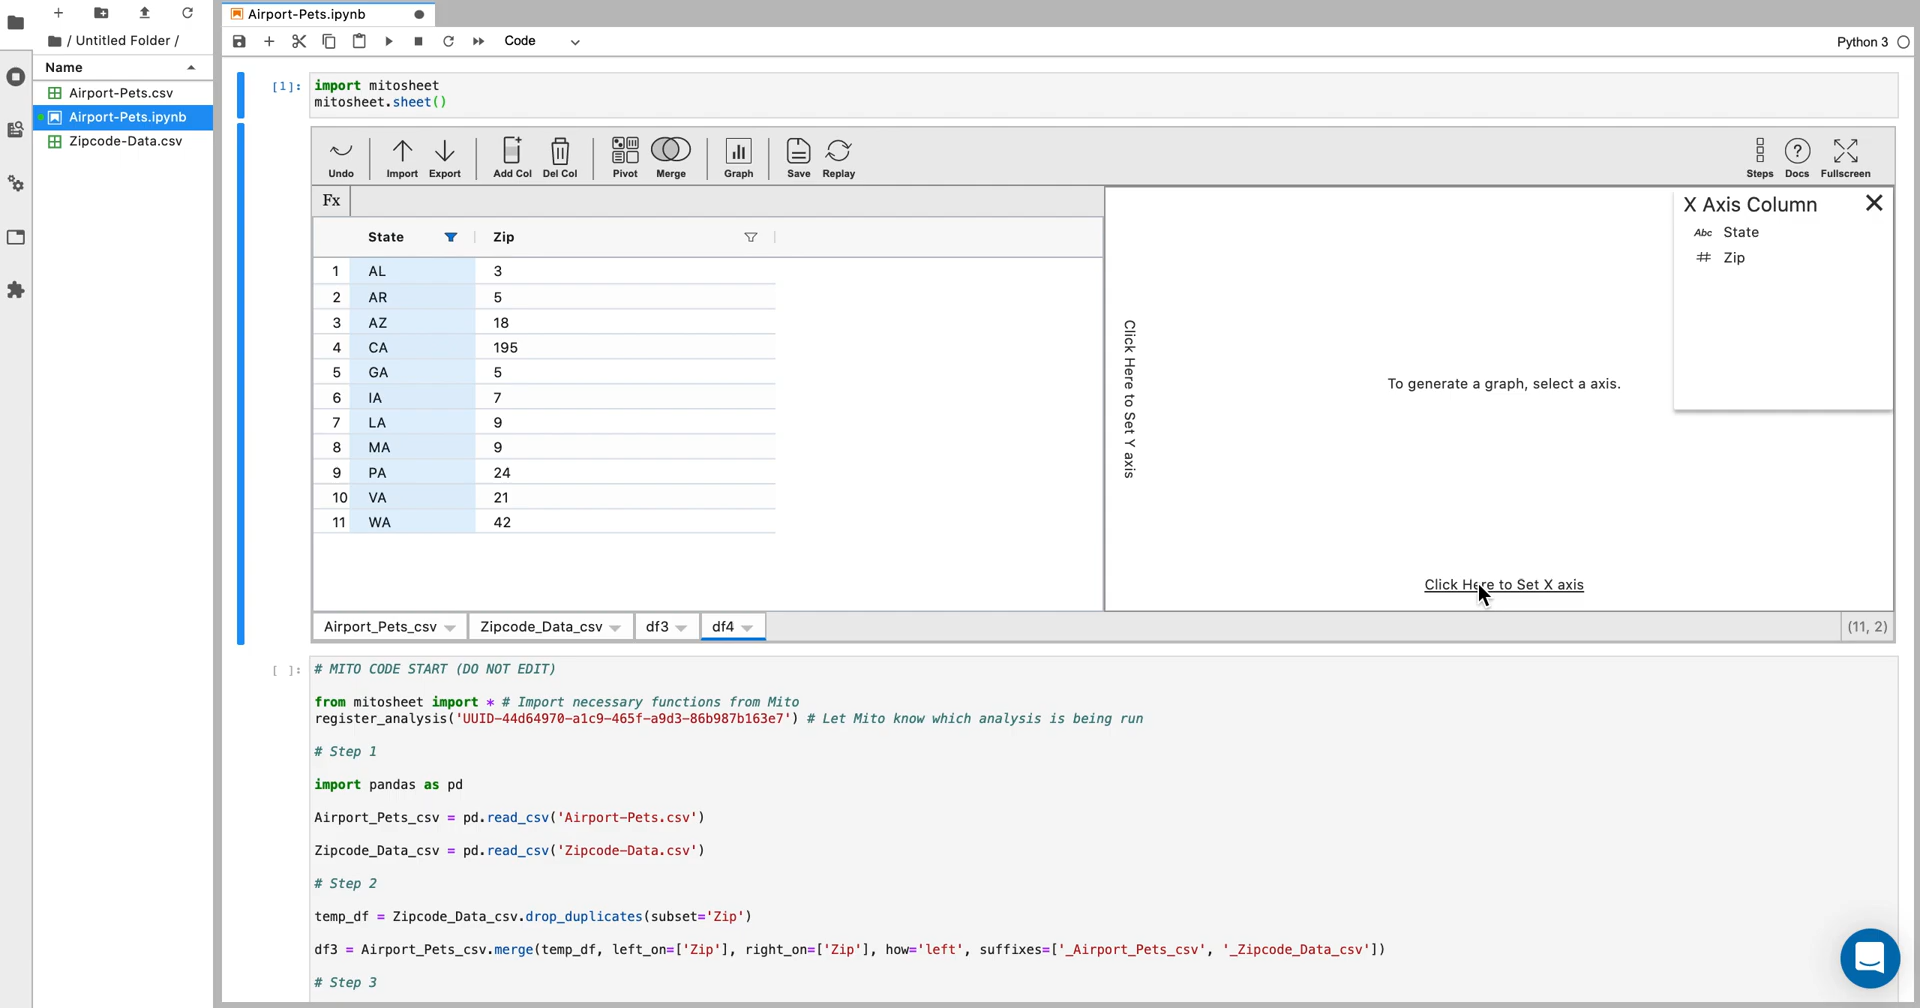 Airport-Pets.ipynb
/ Untitled Folder /
Code
Python 3
Name
Airport-Pets.csv
Airport-Pets.ipynb
Zipcode-Data.csv
[1]:
import mitosheet
mitosheet.sheet()
Undo Import Export Add Col Del Col Pivot Merge Graph Save Replay Steps Docs Fullscreen
Fx
State Zip
1 AL 3
2 AR 5
3 AZ 18
4 CA 195
5 GA 5
6 IA 7
7 LA 9
8 MA 9
9 PA 24
10 VA 21
11 WA 42
Click Here to Set Y axis
To generate a graph, select a axis.
Click Here to Set X axis
X Axis Column
Abc State
# Zip
Airport_Pets_csv Zipcode_Data_csv df3 df4 (11, 2)
[ ]:
# MITO CODE START (DO NOT EDIT)
from mitosheet import * # Import necessary functions from Mito
register_analysis('UUID-44d64970-a1c9-465f-a9d3-86b987b163e7') # Let Mito know which analysis is being run
# Step 1
import pandas as pd
Airport_Pets_csv = pd.read_csv('Airport-Pets.csv')
Zipcode_Data_csv = pd.read_csv('Zipcode-Data.csv')
# Step 2
temp_df = Zipcode_Data_csv.drop_duplicates(subset='Zip')
df3 = Airport_Pets_csv.merge(temp_df, left_on=['Zip'], right_on=['Zip'], how='left', suffixes=['_Airport_Pets_csv', '_Zipcode_Data_csv'])
# Step 3